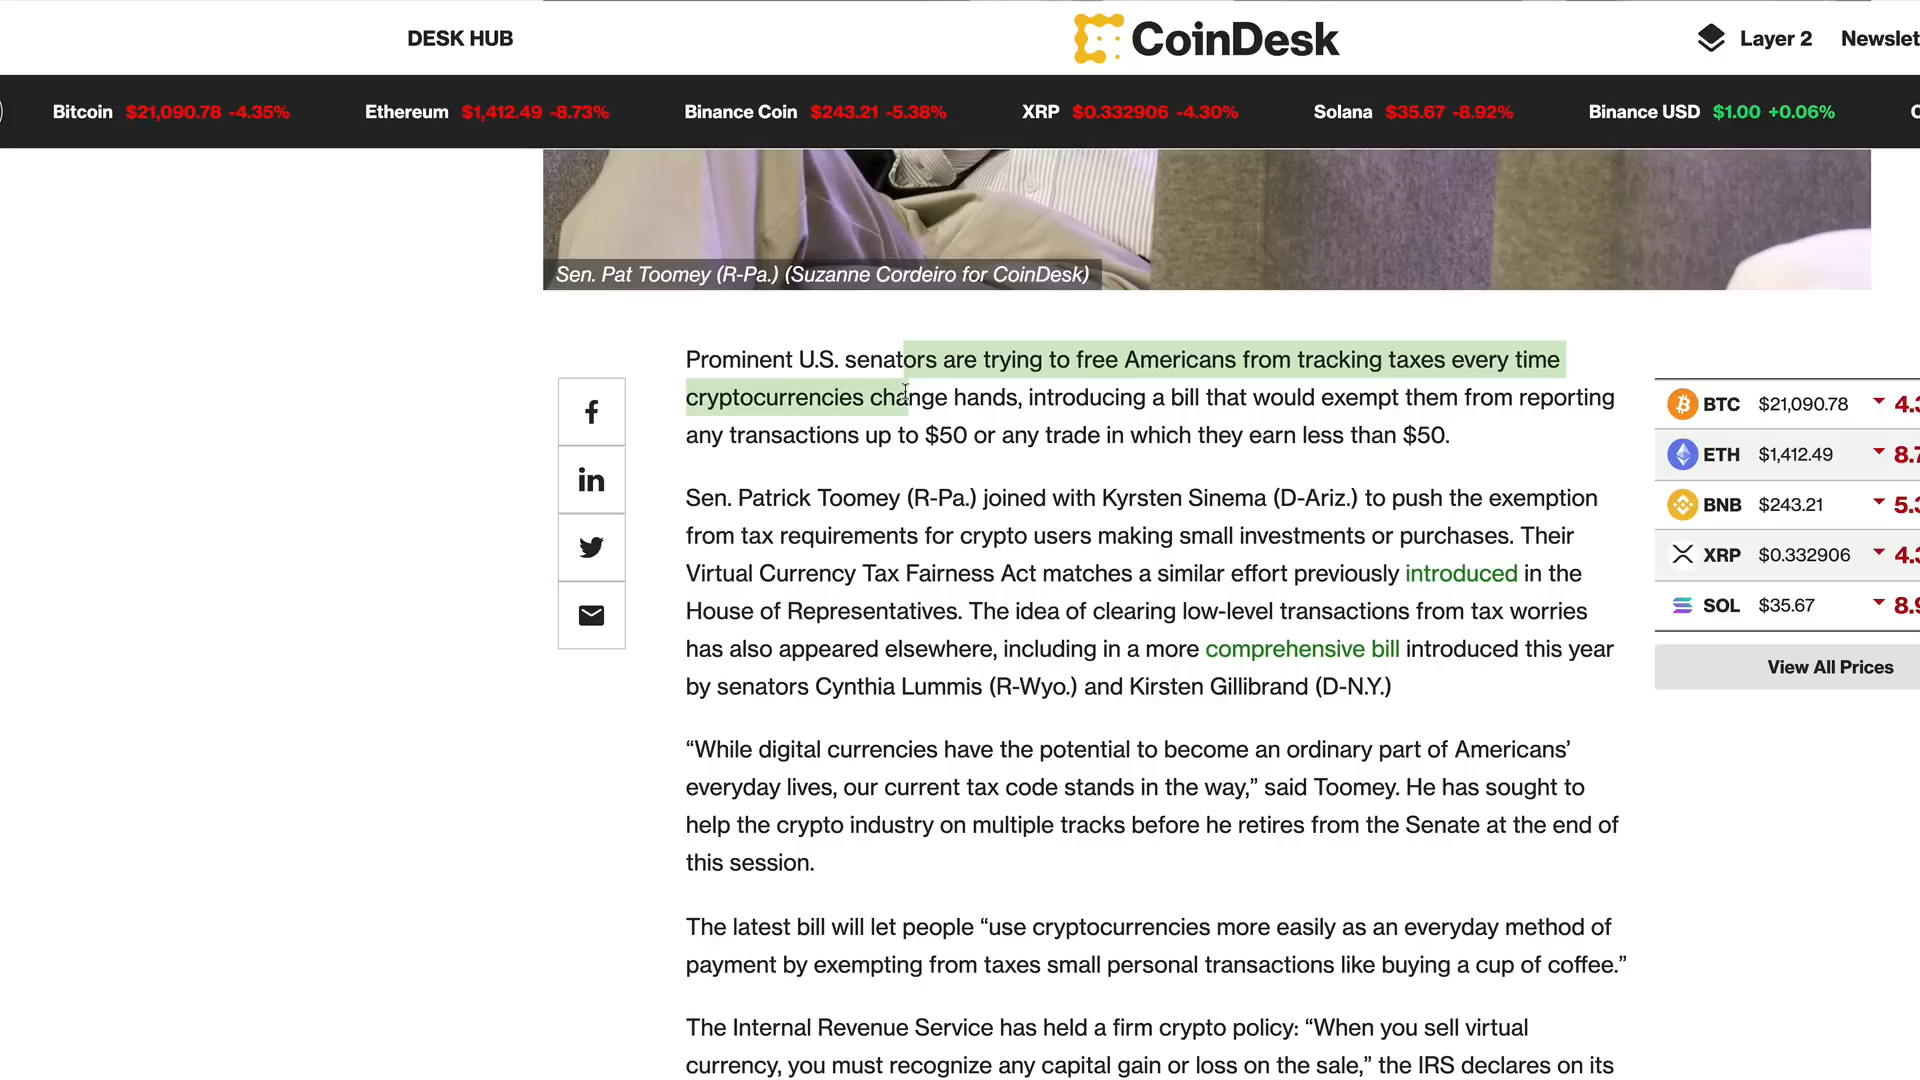 DESK HUB
CoinDesk
Layer 2
Newslet
Bitcoin $21,090.78 -4.35%
Ethereum $1,412.49 -8.73%
Binance Coin $243.21 -5.38%
XRP $0.332906 -4.30%
Solana $35.67 -8.92%
Binance USD $1.00 +0.06%
Sen. Pat Toomey (R-Pa.) (Suzanne Cordeiro for CoinDesk)
Prominent U.S. senators are trying to free Americans from tracking taxes every time
cryptocurrencies change hands, introducing a bill that would exempt them from reporting
any transactions up to $50 or any trade in which they earn less than $50.
Sen. Patrick Toomey (R-Pa.) joined with Kyrsten Sinema (D-Ariz.) to push the exemption
from tax requirements for crypto users making small investments or purchases. Their
Virtual Currency Tax Fairness Act matches a similar effort previously introduced in the
House of Representatives. The idea of clearing low-level transactions from tax worries
has also appeared elsewhere, including in a more comprehensive bill introduced this year
by senators Cynthia Lummis (R-Wyo.) and Kirsten Gillibrand (D-N.Y.)
“While digital currencies have the potential to become an ordinary part of Americans’
everyday lives, our current tax code stands in the way,” said Toomey. He has sought to
help the crypto industry on multiple tracks before he retires from the Senate at the end of
this session.
The latest bill will let people “use cryptocurrencies more easily as an everyday method of
payment by exempting from taxes small personal transactions like buying a cup of coffee.”
The Internal Revenue Service has held a firm crypto policy: “When you sell virtual
currency, you must recognize any capital gain or loss on the sale,” the IRS declares on its
BTC $21,090.78 4.3
ETH $1,412.49 8.7
BNB $243.21 5.3
XRP $0.332906 4.3
SOL $35.67 8.9
View All Prices